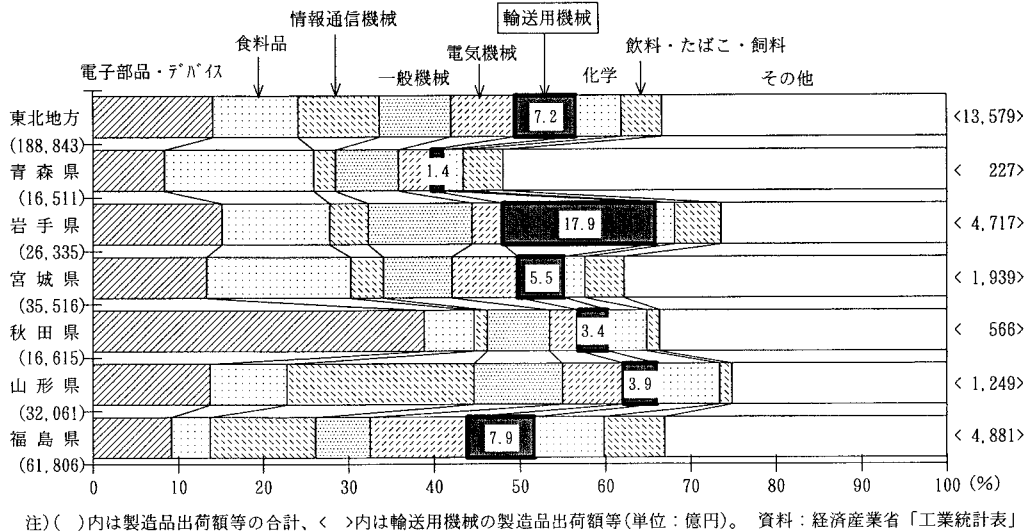 情報通信機械
輸送用機械
食料品
電気機械
飲料・たばこ・飼料
電子部品・デバイス
一般機械
化学
その他
東北地方 7.2 <13,579>
(188,843)
青森県 1.4 < 227>
(16,511)
岩手県 17.9 < 4,717>
(26,335)
宮城県 5.5 < 1,939>
(35,516)
秋田県 3.4 < 566>
(16,615)
山形県 3.9 < 1,249>
(32,061)
福島県 7.9 < 4,881>
(61,806)
0 10 20 30 40 50 60 70 80 90 100 (%)
注)( )内は製造品出荷額等の合計、< >内は輸送用機械の製造品出荷額等(単位：億円)。 資料：経済産業省「工業統計表」